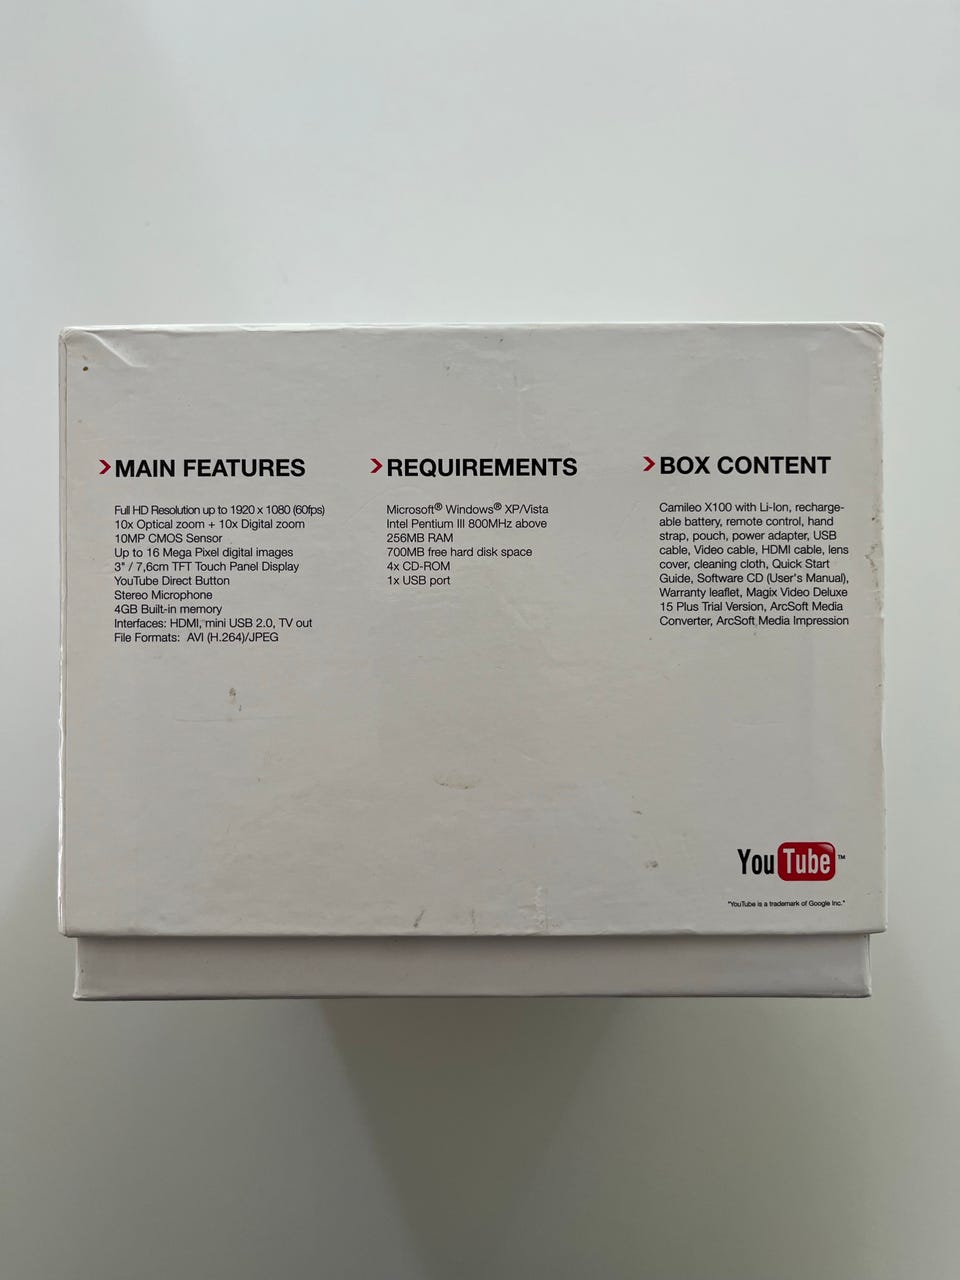 MAIN FEATURES
Full HD Resolution up to 1920 x 1080 (60fps)
10x Optical zoom + 10x Digital zoom
10MP CMOS Sensor
Up to 16 Mega Pixel digital images
3" / 7,6cm TFT Touch Panel Display
YouTube Direct Button
Stereo Microphone
4GB Built-in memory
Interfaces: HDMI, mini USB 2.0, TV out
File Formats: AVI (H.264)/JPEG
REQUIREMENTS
Microsoft® Windows® XP/Vista
Intel Pentium III 800MHz above
256MB RAM
700MB free hard disk space
4x CD-ROM
1x USB port
BOX CONTENT
Camileo X100 with Li-Ion, recharge-
able battery, remote control, hand
strap, pouch, power adapter, USB
cable, Video cable, HDMI cable, lens
cover, cleaning cloth, Quick Start
Guide, Software CD (User's Manual),
Warranty leaflet, Magix Video Deluxe
15 Plus Trial Version, ArcSoft Media
Converter, ArcSoft Media Impression
YouTube™
"YouTube is a trademark of Google Inc."